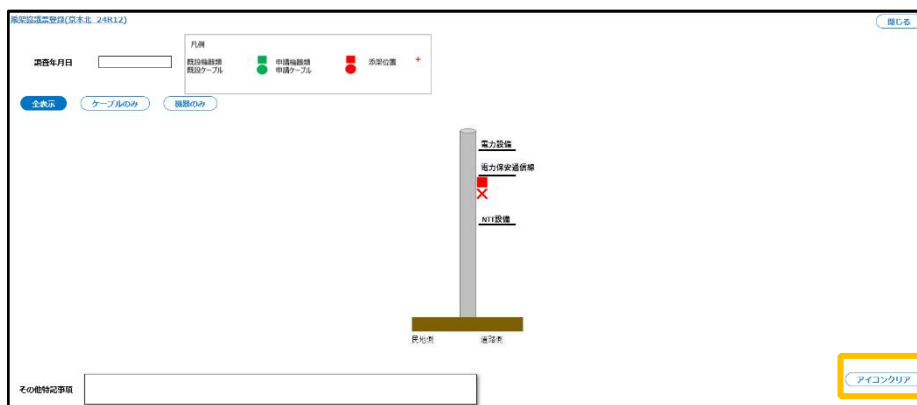 添架協議票登録(京本北 24R12)
閉じる
凡例
調査年月日
既設機器類 申請機器類 添架位置 +
既設ケーブル 申請ケーブル
全表示 ケーブルのみ 機器のみ
電力設備
電力保安通信線
NTT設備
民地側 道路側
その他特記事項
アイコンクリア